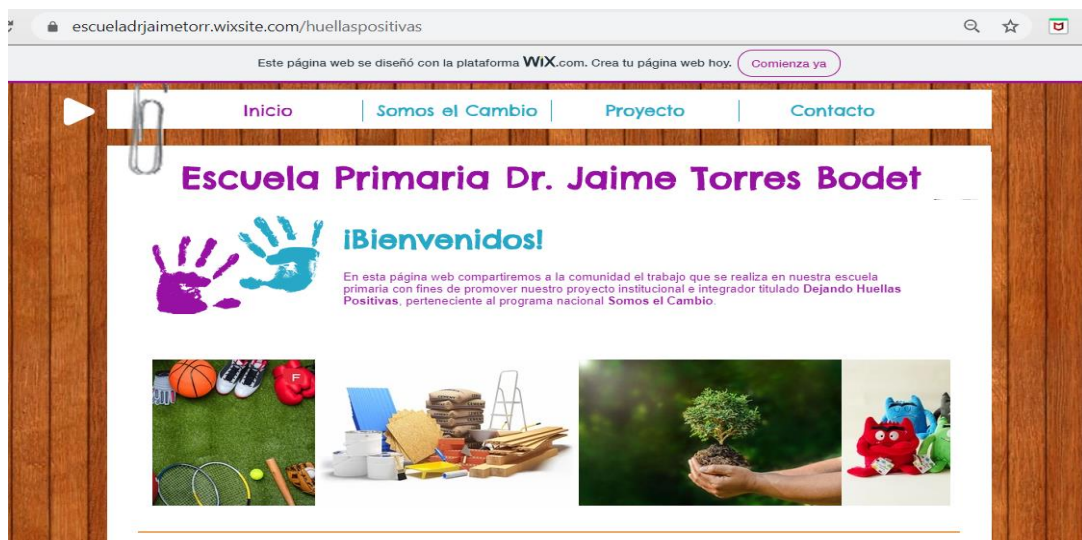 escueladrjaimetorr.wixsite.com/huellaspositivas
Este página web se diseñó con la plataforma WiX.com. Crea tu página web hoy. Comienza ya
Inicio Somos el Cambio Proyecto Contacto
Escuela Primaria Dr. Jaime Torres Bodet
¡Bienvenidos!
En esta página web compartiremos a la comunidad el trabajo que se realiza en nuestra escuela
primaria con fines de promover nuestro proyecto institucional e integrador titulado Dejando Huellas
Positivas, perteneciente al programa nacional Somos el Cambio.
F